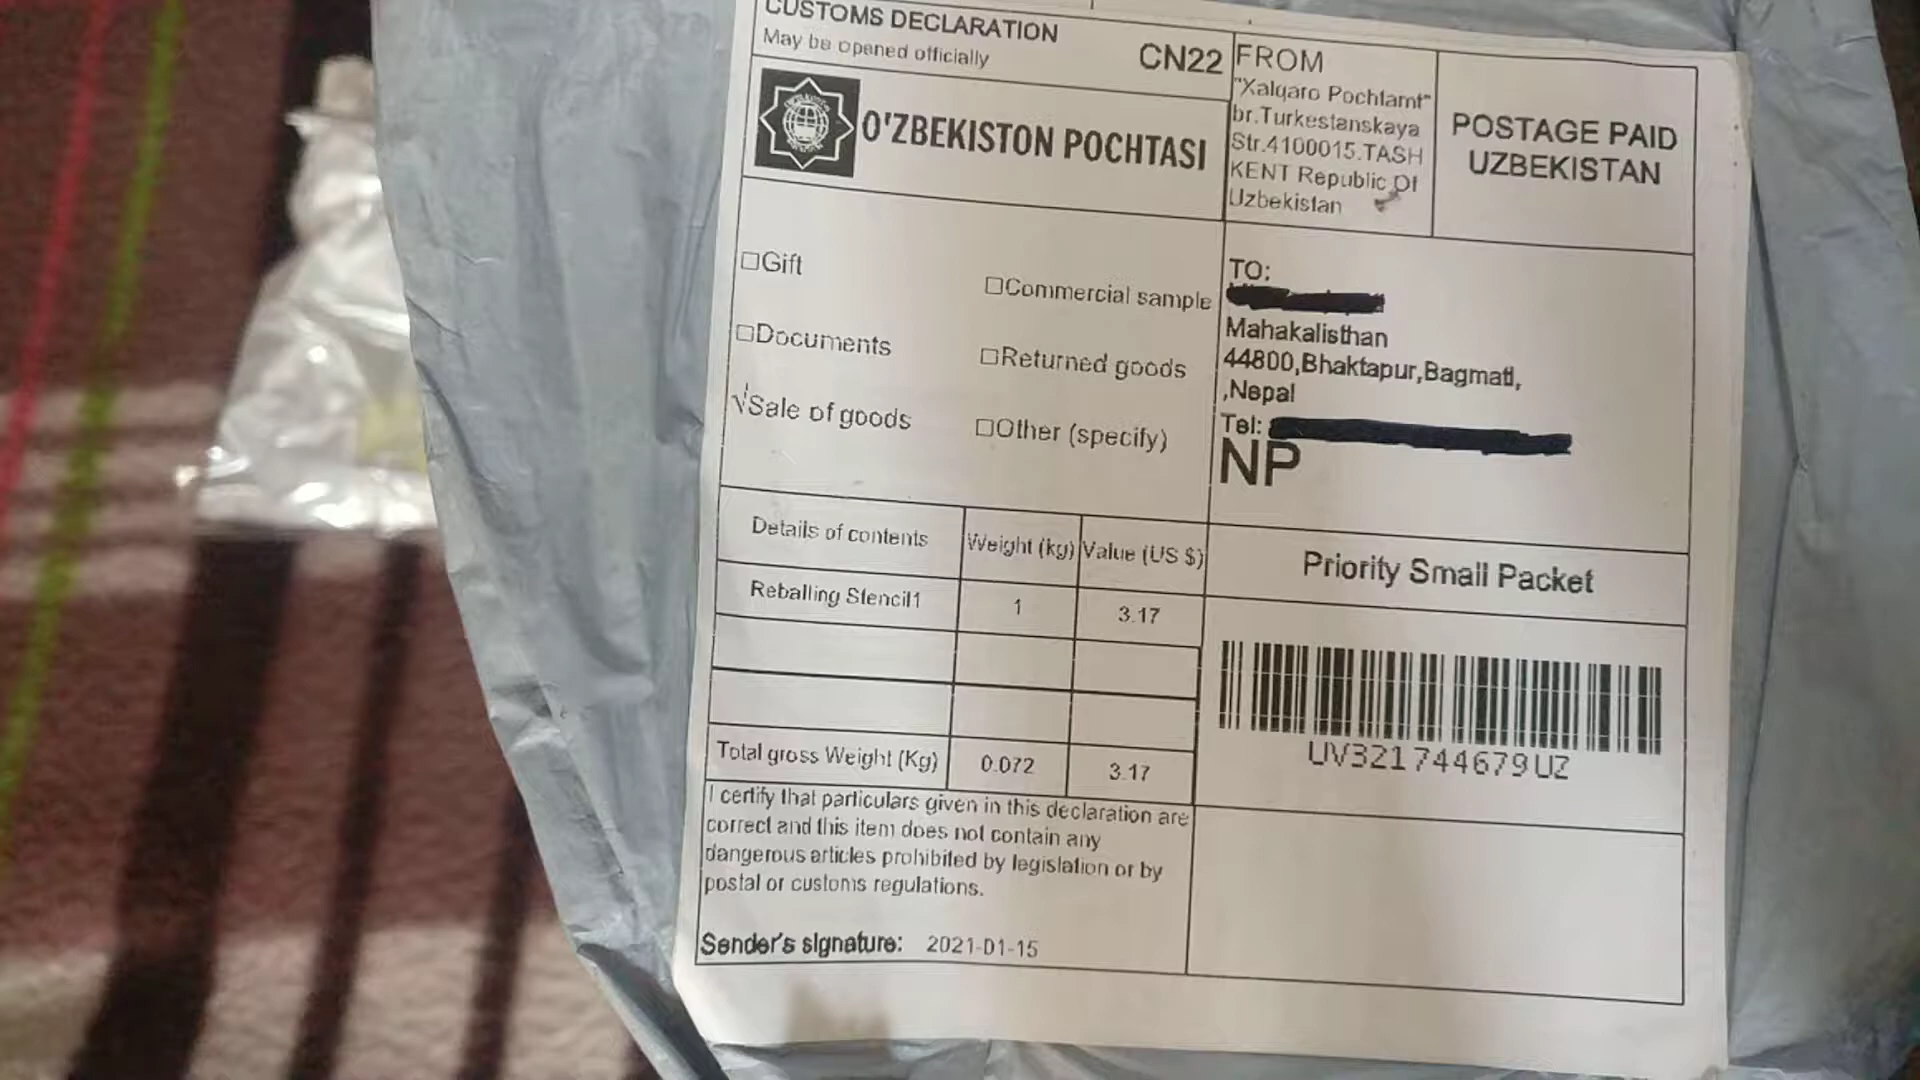 CUSTOMS DECLARATION
May be opened officially
CN22
O'ZBEKISTON POCHTASI
FROM
"Xalqaro Pochtamt"
br.Turkestanskaya
Str.4100015.TASH
KENT Republic Of
Uzbekistan
POSTAGE PAID
UZBEKISTAN
□Gift
□Commercial sample
□Documents
□Returned goods
√Sale of goods
□Other (specify)
TO:
Mahakalisthan
44800,Bhaktapur,Bagmati,
,Nepal
Tel:
NP
Details of contents Weight (kg) Value (US $)
Reballing Stencil1 1 3.17
Total gross Weight (Kg) 0.072 3.17
Priority Small Packet
UV321744679UZ
I certify that particulars given in this declaration are
correct and this item does not contain any
dangerous articles prohibited by legislation or by
postal or customs regulations.
Sender's signature: 2021-01-15